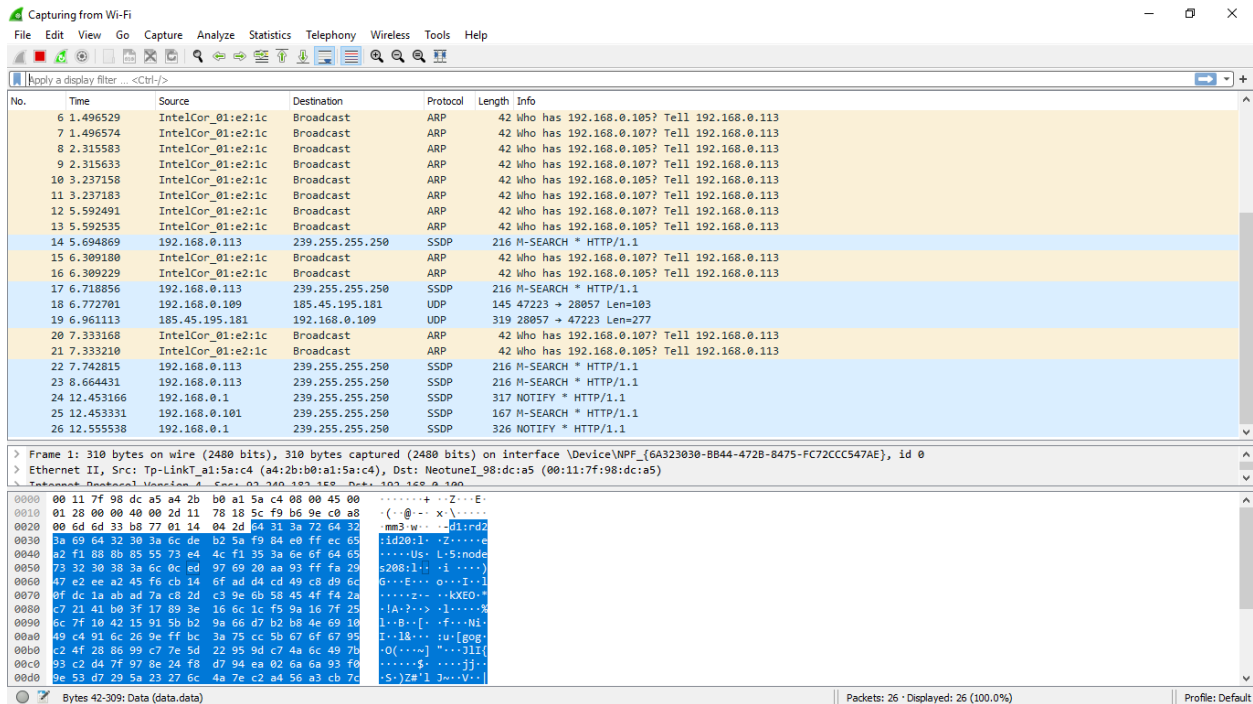 Capturing from Wi-Fi
File Edit View Go Capture Analyze Statistics Telephony Wireless Tools Help
Apply a display filter ... <Ctrl-/>
No. Time Source Destination Protocol Length Info
6 1.496529 IntelCor_01:e2:1c Broadcast ARP 42 Who has 192.168.0.105? Tell 192.168.0.113
7 1.496574 IntelCor_01:e2:1c Broadcast ARP 42 Who has 192.168.0.107? Tell 192.168.0.113
8 2.315583 IntelCor_01:e2:1c Broadcast ARP 42 Who has 192.168.0.105? Tell 192.168.0.113
9 2.315633 IntelCor_01:e2:1c Broadcast ARP 42 Who has 192.168.0.107? Tell 192.168.0.113
10 3.237158 IntelCor_01:e2:1c Broadcast ARP 42 Who has 192.168.0.105? Tell 192.168.0.113
11 3.237183 IntelCor_01:e2:1c Broadcast ARP 42 Who has 192.168.0.107? Tell 192.168.0.113
12 5.592491 IntelCor_01:e2:1c Broadcast ARP 42 Who has 192.168.0.107? Tell 192.168.0.113
13 5.592535 IntelCor_01:e2:1c Broadcast ARP 42 Who has 192.168.0.105? Tell 192.168.0.113
14 5.694869 192.168.0.113 239.255.255.250 SSDP 216 M-SEARCH * HTTP/1.1
15 6.309180 IntelCor_01:e2:1c Broadcast ARP 42 Who has 192.168.0.107? Tell 192.168.0.113
16 6.309229 IntelCor_01:e2:1c Broadcast ARP 42 Who has 192.168.0.105? Tell 192.168.0.113
17 6.718856 192.168.0.113 239.255.255.250 SSDP 216 M-SEARCH * HTTP/1.1
18 6.772701 192.168.0.109 185.45.195.181 UDP 145 47223 → 28057 Len=103
19 6.961113 185.45.195.181 192.168.0.109 UDP 319 28057 → 47223 Len=277
20 7.333168 IntelCor_01:e2:1c Broadcast ARP 42 Who has 192.168.0.107? Tell 192.168.0.113
21 7.333210 IntelCor_01:e2:1c Broadcast ARP 42 Who has 192.168.0.105? Tell 192.168.0.113
22 7.742815 192.168.0.113 239.255.255.250 SSDP 216 M-SEARCH * HTTP/1.1
23 8.664431 192.168.0.113 239.255.255.250 SSDP 216 M-SEARCH * HTTP/1.1
24 12.453166 192.168.0.1 239.255.255.250 SSDP 317 NOTIFY * HTTP/1.1
25 12.453331 192.168.0.101 239.255.255.250 SSDP 167 M-SEARCH * HTTP/1.1
26 12.555538 192.168.0.1 239.255.255.250 SSDP 326 NOTIFY * HTTP/1.1
> Frame 1: 310 bytes on wire (2480 bits), 310 bytes captured (2480 bits) on interface \Device\NPF_{6A323030-BB44-472B-8475-FC72CCC547AE}, id 0
> Ethernet II, Src: Tp-LinkT_a1:5a:c4 (a4:2b:b0:a1:5a:c4), Dst: NeotuneI_98:dc:a5 (00:11:7f:98:dc:a5)
> Internet Protocol Version 4, Src: 92.249.182.158, Dst: 192.168.0.109
0000 00 11 7f 98 dc a5 a4 2b b0 a1 5a c4 08 00 45 00 ·······+ ··Z···E·
0010 01 28 00 00 40 00 2d 11 78 18 5c f9 b6 9e c0 a8 ·(··@·-· x·\·····
0020 00 6d 6d 33 b8 77 01 14 04 2d 64 31 3a 72 64 32 ·mm3·w·· ·-d1:rd2
0030 3a 69 64 32 30 3a 6c de b2 5a f9 84 e0 ff ec 65 :id20:l· ·Z·····e
0040 a2 f1 88 8b 85 55 73 e4 4c f1 35 3a 6e 6f 64 65 ·····Us· L·5:node
0050 73 32 30 38 3a 6c 0c ed 97 69 20 aa 93 ff fa 29 s208:l·· ·i ····)
0060 47 e2 ee a2 45 f6 cb 14 6f ad d4 cd 49 c8 d9 6c G···E··· o···I··l
0070 0f dc 1a ab ad 7a c8 2d c3 9e 6b 58 45 4f f4 2a ·····z·- ··kXEO·*
0080 c7 21 41 b0 3f 17 89 3e 16 6c 1c f5 9a 16 7f 25 ·!A·?··> ·l·····%
0090 6c 7f 10 42 15 91 5b b2 9a 66 d7 b2 b8 4e 69 10 l··B··[· ·f···Ni·
00a0 49 c4 91 6c 26 9e ff bc 3a 75 cc 5b 67 6f 67 95 I··l&··· :u·[gog·
00b0 c2 4f 28 86 99 c7 7e 5d 22 95 9d c7 4a 6c 49 7b ·O(···~] "···JlI{
00c0 93 c2 d4 7f 97 8e 24 f8 d7 94 ea 02 6a 6a 93 f0 ······$· ····jj··
00d0 9e 53 d7 29 5a 23 27 6c 4a 7e c2 a4 56 a3 cb 7c ·S·)Z#'l J~··V··|
Bytes 42-309: Data (data.data) Packets: 26 · Displayed: 26 (100.0%) Profile: Default